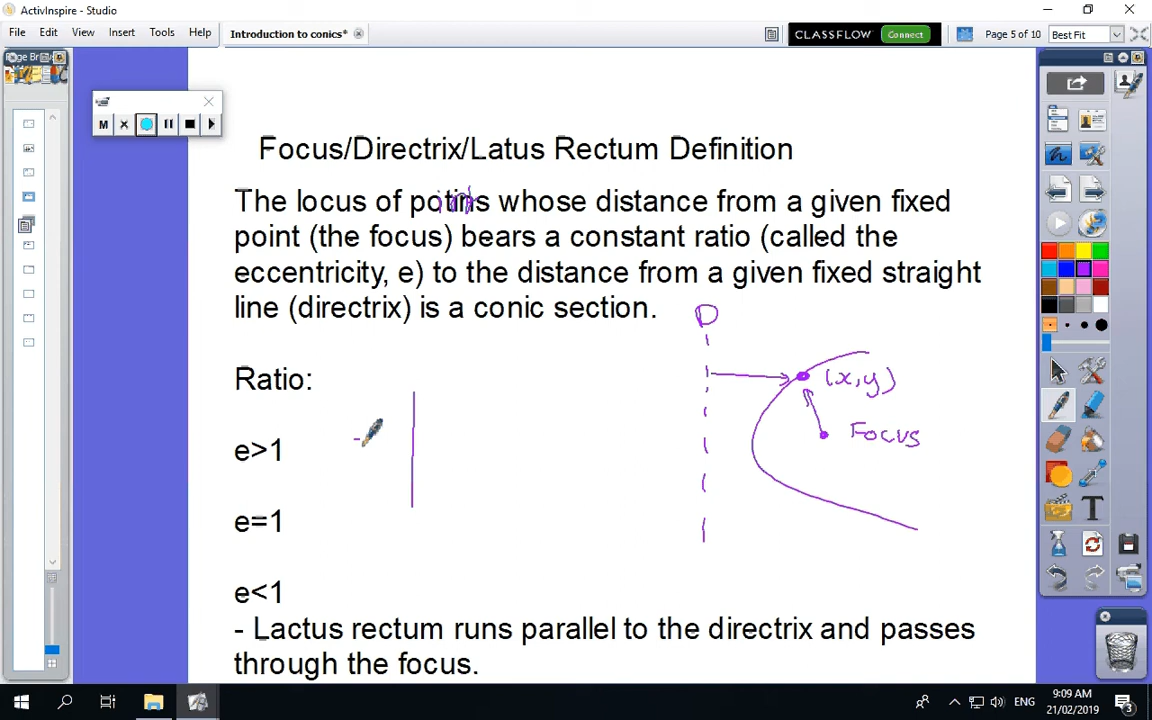 ActivInspire - Studio
File Edit View Insert Tools Help
Introduction to conics*
CLASSFLOW Connect
Page 5 of 10
Best Fit
Page Br
M
Focus/Directrix/Latus Rectum Definition
The locus of potints whose distance from a given fixed
point (the focus) bears a constant ratio (called the
eccentricity, e) to the distance from a given fixed straight
line (directrix) is a conic section.
D
Ratio:
(x,y)
Focus
e>1
e=1
e<1
- Lactus rectum runs parallel to the directrix and passes
through the focus.
ENG
9:09 AM
21/02/2019
3